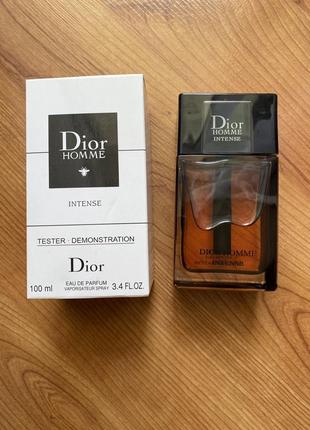 Dior
HOMME
INTENSE
TESTER · DEMONSTRATION
Dior
EAU DE PARFUM
100 ml VAPORISATEUR SPRAY 3.4 FL.OZ.
Dior
HOMME
INTENSE
DIOR HOMME